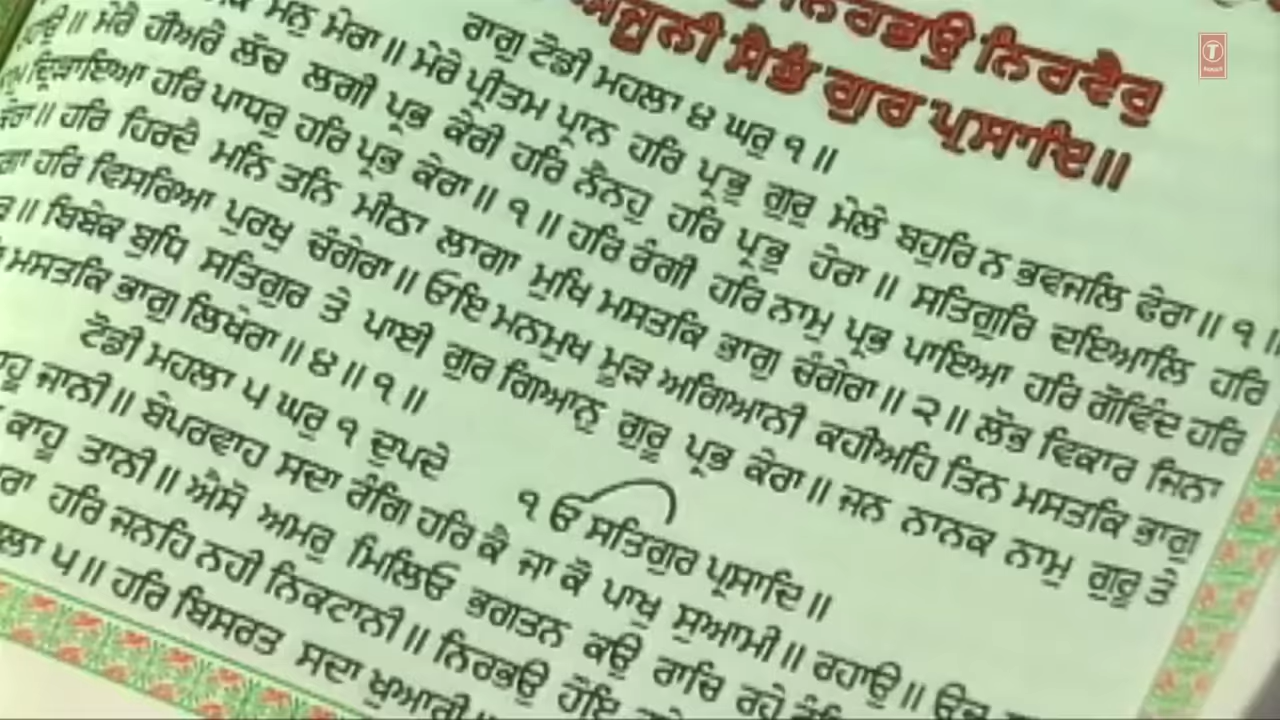 ਨਿਰਭਉ ਨਿਰਵੈਰੁ
ਅਜੂਨੀ ਸੈਭੰ ਗੁਰ ਪ੍ਰਸਾਦਿ॥
ਰਾਗੁ ਟੋਡੀ ਮਹਲਾ ੪ ਘਰੁ ੧ ॥
ਮਨੁ ਮੇਰਾ ॥ ਮੇਰੇ ਪ੍ਰੀਤਮ ਪ੍ਰਾਨ ਹਰਿ ਪ੍ਰਭੁ ਗੁਰੁ ਮੇਲੇ ਬਹੁਰਿ ਨ ਭਵਜਲਿ ਫੇਰਾ ॥ ੧ ॥
॥ ਮੇਰੈ ਹੀਅਰੈ ਲੋਚ ਲਗੀ ਪ੍ਰਭ ਕੇਰੀ ਹਰਿ ਨੈਨਹੁ ਹਰਿ ਪ੍ਰਭੁ ਹੇਰਾ ॥ ਸਤਿਗੁਰਿ ਦਇਆਲਿ ਹਰਿ
ਦ੍ਰਿੜਾਇਆ ਹਰਿ ਪਾਧਰੁ ਹਰਿ ਪ੍ਰਭ ਕੇਰਾ ॥ ੧ ॥ ਹਰਿ ਰੰਗੀ ਹਰਿ ਨਾਮੁ ਪ੍ਰਭ ਪਾਇਆ ਹਰਿ ਗੋਵਿੰਦ ਹਰਿ
॥ ਹਰਿ ਹਿਰਦੈ ਮਨਿ ਤਨਿ ਮੀਠਾ ਲਾਗਾ ਮੁਖਿ ਮਸਤਕਿ ਭਾਗੁ ਚੰਗੇਰਾ ॥ ੨ ॥ ਲੋਭ ਵਿਕਾਰ ਜਿਨਾ
ਹਰਿ ਵਿਸਰਿਆ ਪੁਰਖੁ ਚੰਗੇਰਾ ॥ ਓਇ ਮਨਮੁਖ ਮੂੜ ਅਗਿਆਨੀ ਕਹੀਅਹਿ ਤਿਨ ਮਸਤਕਿ ਭਾਗੁ
॥ ਬਿਬੇਕ ਬੁਧਿ ਸਤਿਗੁਰ ਤੇ ਪਾਈ ਗੁਰ ਗਿਆਨੁ ਗੁਰੂ ਪ੍ਰਭ ਕੇਰਾ ॥ ਜਨ ਨਾਨਕ ਨਾਮੁ ਗੁਰੂ ਤੇ
ਮਸਤਕਿ ਭਾਗੁ ਲਿਖੇਰਾ ॥ ੪ ॥ ੧ ॥
ਟੋਡੀ ਮਹਲਾ ੫ ਘਰੁ ੧ ਦੁਪਦੇ
ੴ ਸਤਿਗੁਰ ਪ੍ਰਸਾਦਿ ॥
ਜਾਨੀ ॥ ਬੇਪਰਵਾਹ ਸਦਾ ਰੰਗਿ ਹਰਿ ਕੈ ਜਾ ਕੋ ਪਾਖੁ ਸੁਆਮੀ ॥ ਰਹਾਉ ॥ ਊਚ
ਕਾਹੂ ਤਾਨੀ ॥ ਐਸੋ ਅਮਰੁ ਮਿਲਿਓ ਭਗਤਨ ਕਉ ਰਾਚਿ ਰਹੇ
ਹਰਿ ਜਨਹਿ ਨਹੀ ਨਿਕਟਾਨੀ ॥ ਨਿਰਭਉ ਹੋਇ
੫ ॥ ਹਰਿ ਬਿਸਰਤ ਸਦਾ ਖੁਆਰੀ ॥